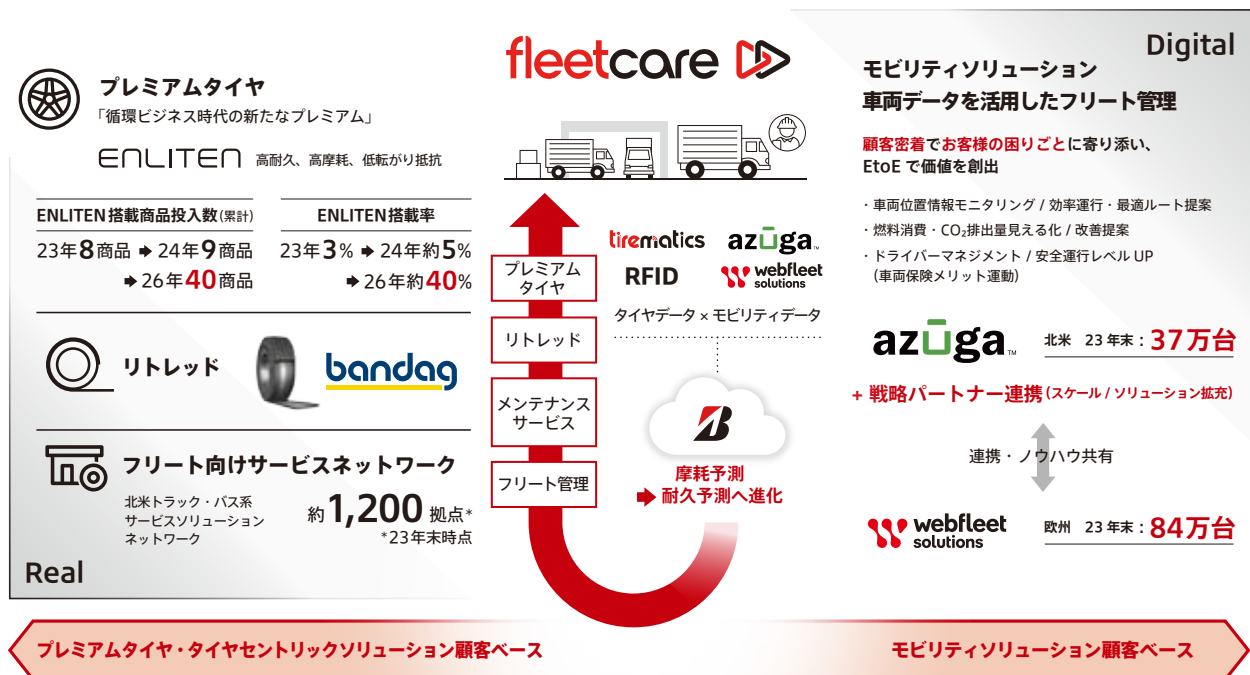 プレミアムタイヤ
「循環ビジネス時代の新たなプレミアム」
ENLITEN 高耐久、高摩耗、低転がり抵抗
ENLITEN搭載商品投入数(累計)
23年8商品 ➡ 24年9商品
➡ 26年40商品
ENLITEN搭載率
23年3% ➡ 24年約5%
➡ 26年約40%
リトレッド
bandag
フリート向けサービスネットワーク
北米トラック・バス系
サービスソリューション
ネットワーク
約1,200 拠点*
*23年末時点
Real
fleetcare
プレミアム
タイヤ
リトレッド
メンテナンス
サービス
フリート管理
tirematics
azūga
RFID
webfleet
solutions
タイヤデータ × モビリティデータ
B
摩耗予測
➡ 耐久予測へ進化
Digital
モビリティソリューション
車両データを活用したフリート管理
顧客密着でお客様の困りごとに寄り添い、
EtoE で価値を創出
・車両位置情報モニタリング / 効率運行・最適ルート提案
・燃料消費・CO₂排出量見える化 / 改善提案
・ドライバーマネジメント / 安全運行レベル UP
(車両保険メリット運動)
azūga™
北米 23 年末 : 37万台
+ 戦略パートナー連携 (スケール / ソリューション拡充)
連携・ノウハウ共有
webfleet
solutions
欧州 23 年末 : 84万台
プレミアムタイヤ・タイヤセントリックソリューション顧客ベース
モビリティソリューション顧客ベース